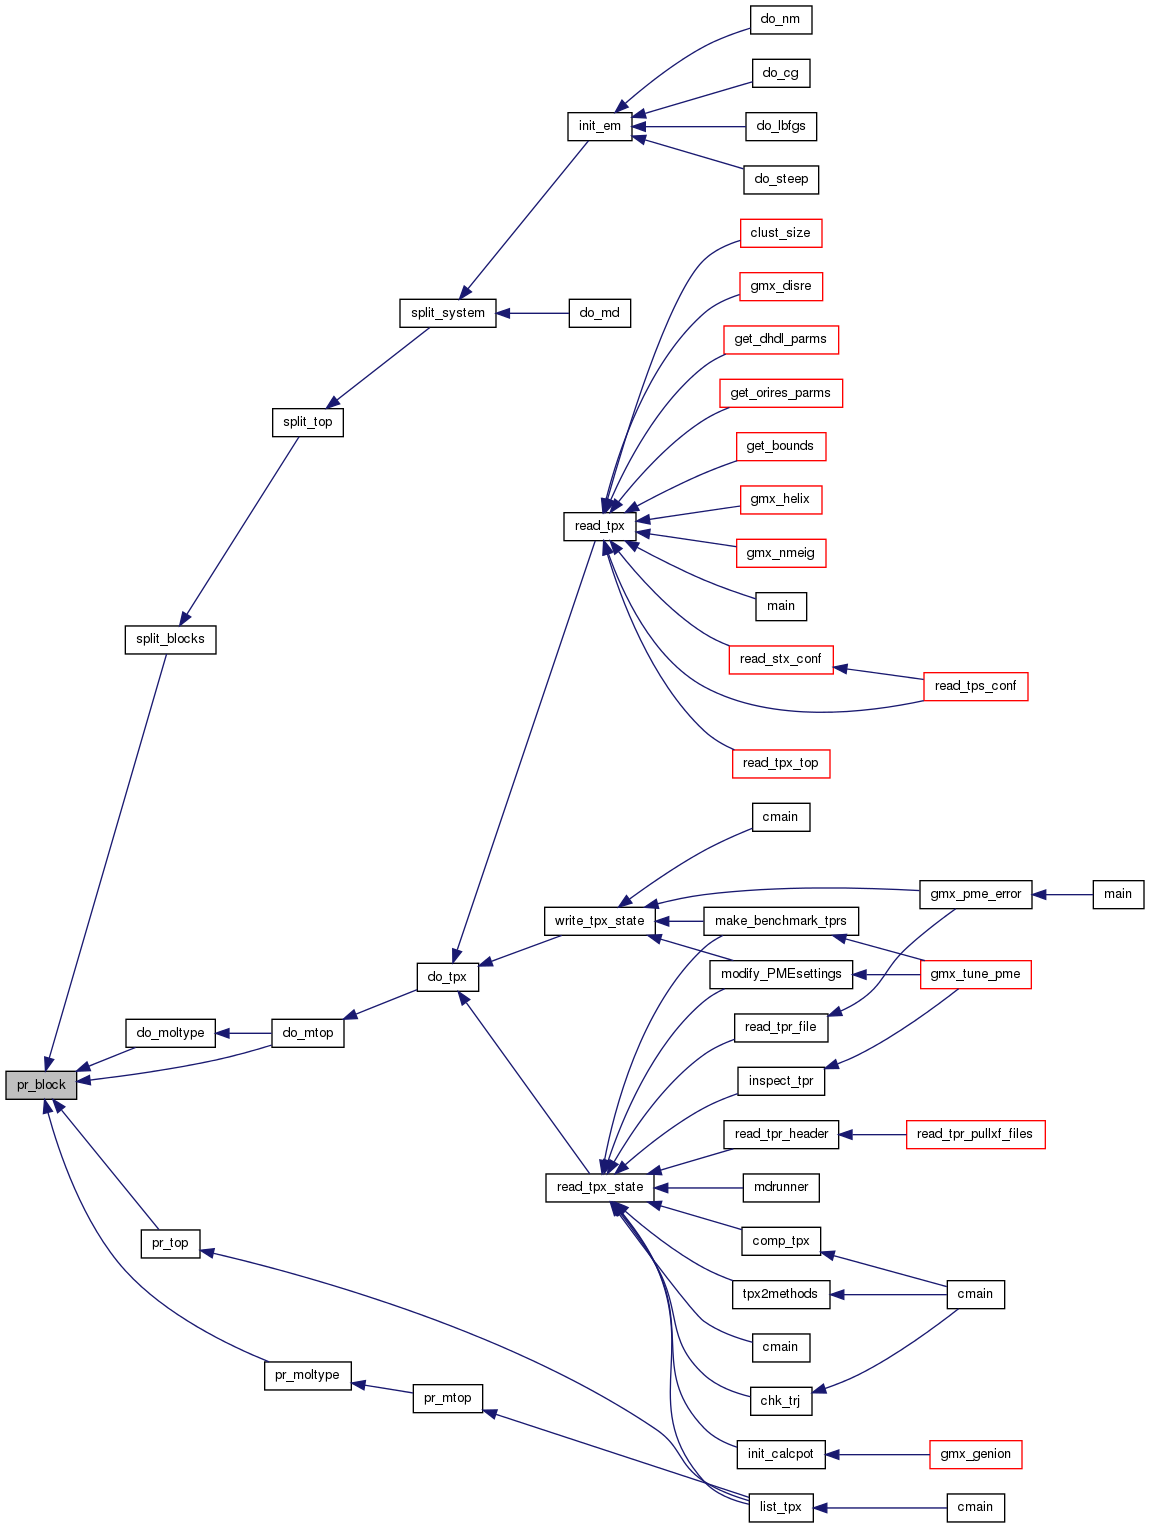 do_nm
do_cg
init_em
do_lbfgs
do_steep
clust_size
gmx_disre
split_system
do_md
get_dhdl_parms
get_orires_parms
split_top
get_bounds
gmx_helix
read_tpx
gmx_nmeig
main
split_blocks
read_stx_conf
read_tps_conf
read_tpx_top
cmain
gmx_pme_error
main
write_tpx_state
make_benchmark_tprs
do_tpx
modify_PMEsettings
gmx_tune_pme
do_moltype
do_mtop
read_tpr_file
pr_block
inspect_tpr
read_tpr_header
read_tpr_pullxf_files
read_tpx_state
mdrunner
pr_top
comp_tpx
tpx2methods
cmain
cmain
pr_moltype
pr_mtop
chk_trj
init_calcpot
gmx_genion
list_tpx
cmain